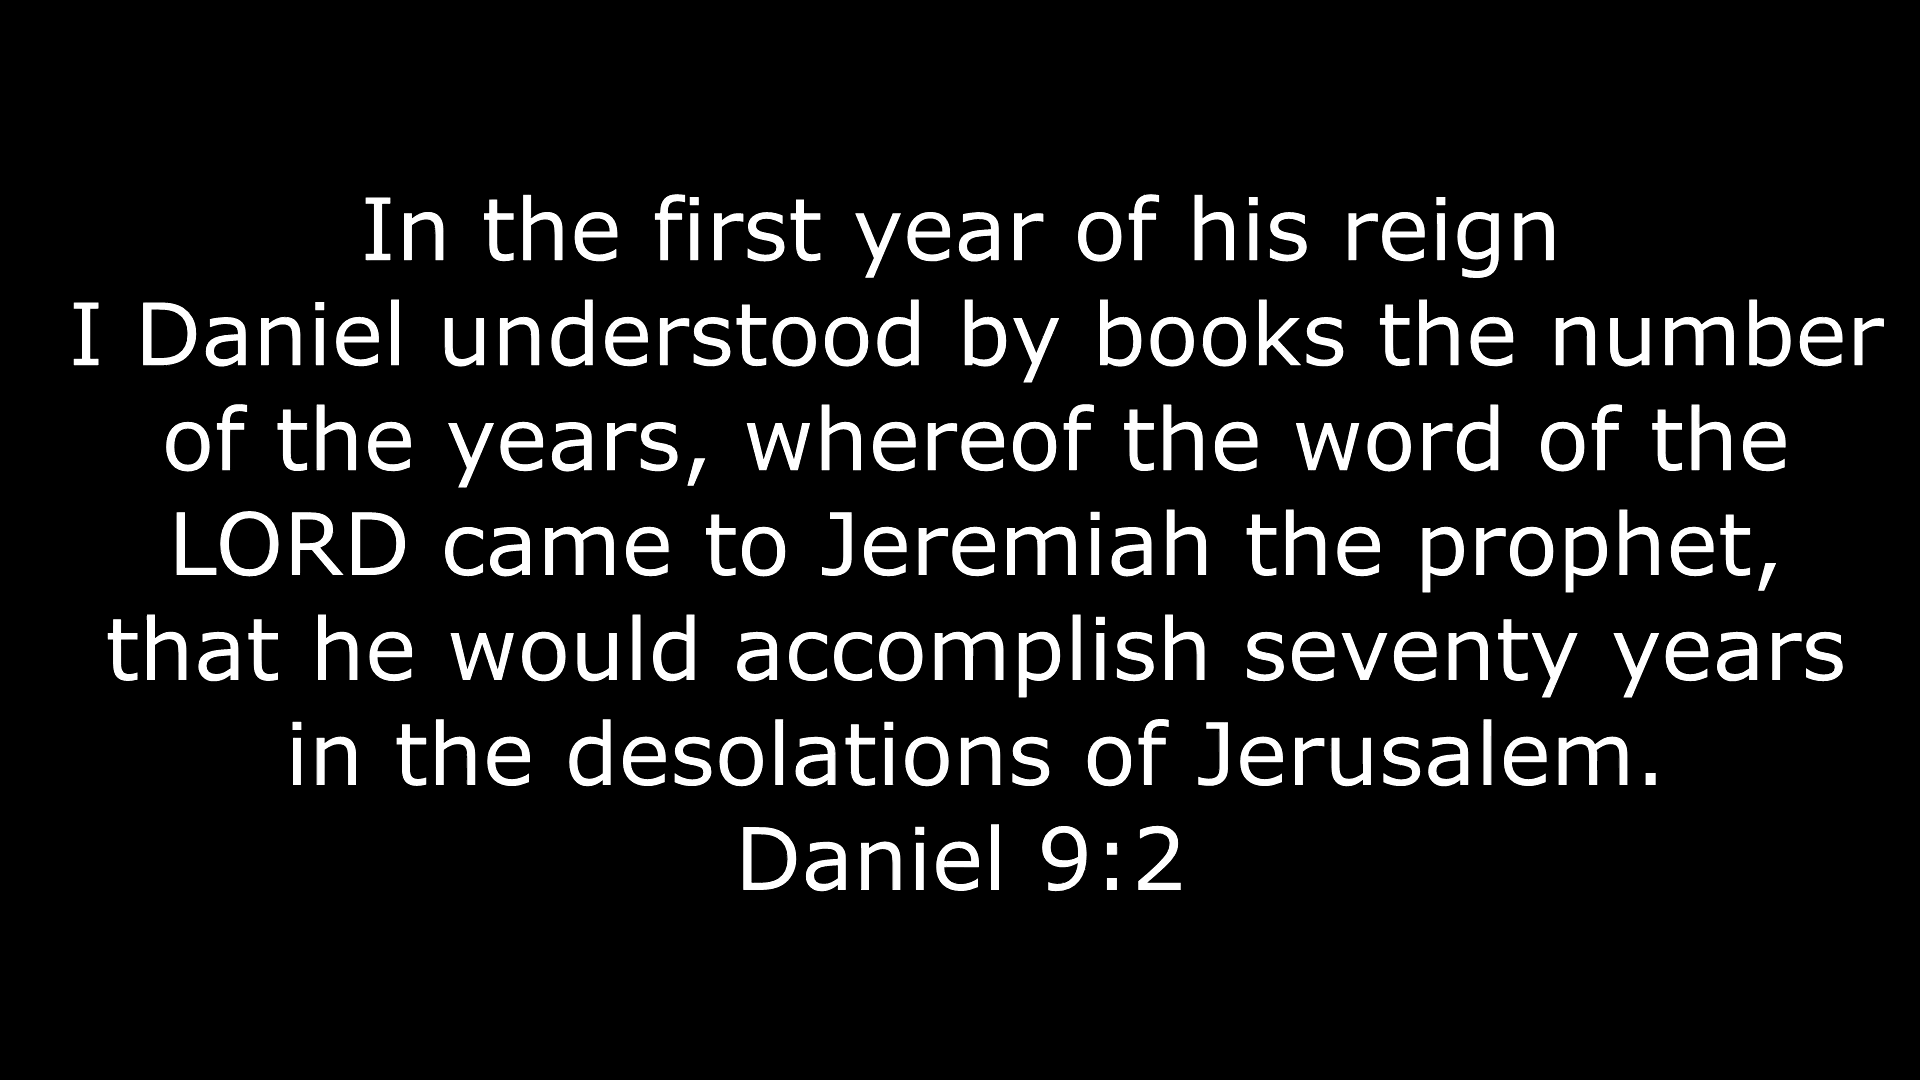 In the first year of his reign
I Daniel understood by books the number
of the years, whereof the word of the
LORD came to Jeremiah the prophet,
that he would accomplish seventy years
in the desolations of Jerusalem.
Daniel 9:2